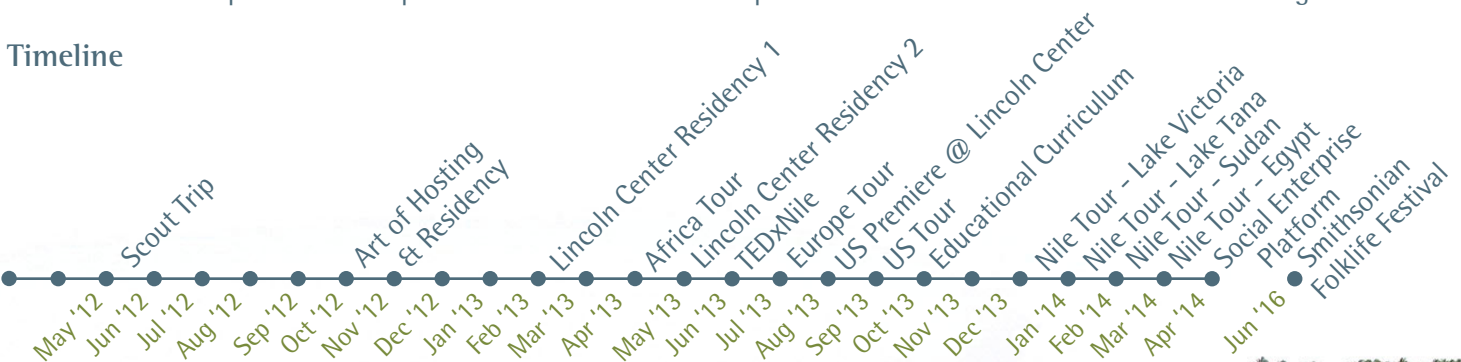 Timeline
Scout Trip
Art of Hosting
& Residency
Lincoln Center Residency 1
Africa Tour
Lincoln Center Residency 2
TEDxNile
Europe Tour
US Premiere @ Lincoln Center
US Tour
Educational Curriculum
Nile Tour - Lake Victoria
Nile Tour - Lake Tana
Nile Tour - Sudan
Nile Tour - Egypt
Social Enterprise
Platform
Smithsonian
Folklife Festival
May '12
Jun '12
Jul '12
Aug '12
Sep '12
Oct '12
Nov '12
Dec '12
Jan '13
Feb '13
Mar '13
Apr '13
May '13
Jun '13
Jul '13
Aug '13
Sep '13
Oct '13
Nov '13
Dec '13
Jan '14
Feb '14
Mar '14
Apr '14
Jun '16